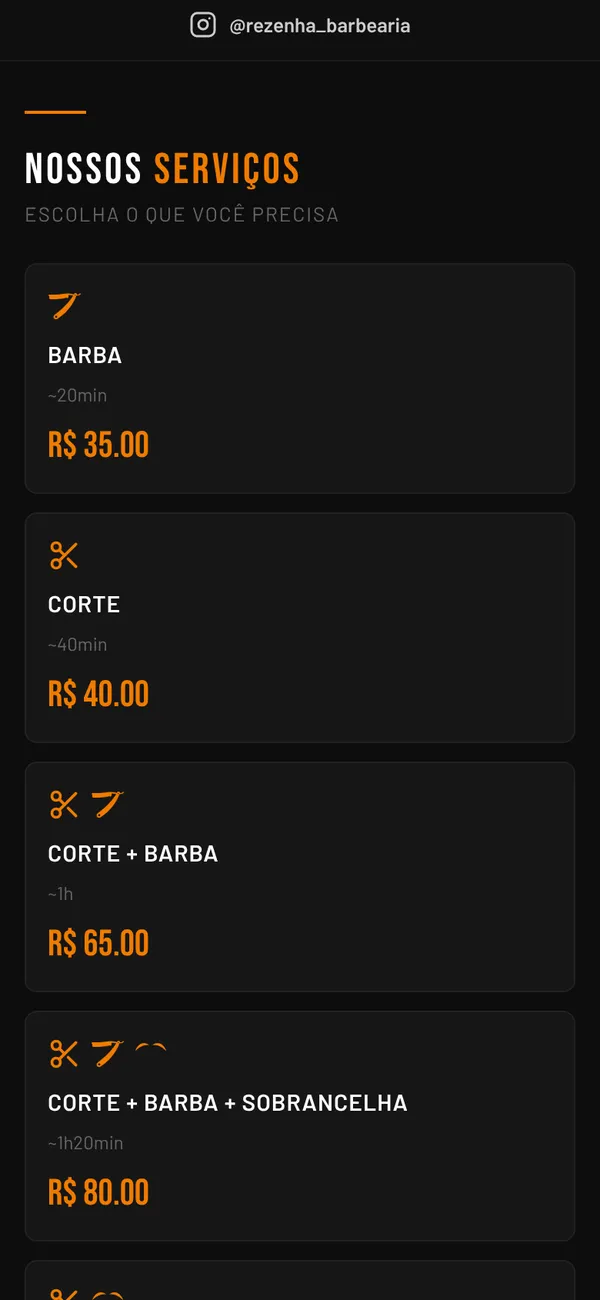 @rezenha_barbearia
NOSSOS SERVIÇOS
ESCOLHA O QUE VOCÊ PRECISA
BARBA
~20min
R$ 35.00
CORTE
~40min
R$ 40.00
CORTE + BARBA
~1h
R$ 65.00
CORTE + BARBA + SOBRANCELHA
~1h20min
R$ 80.00